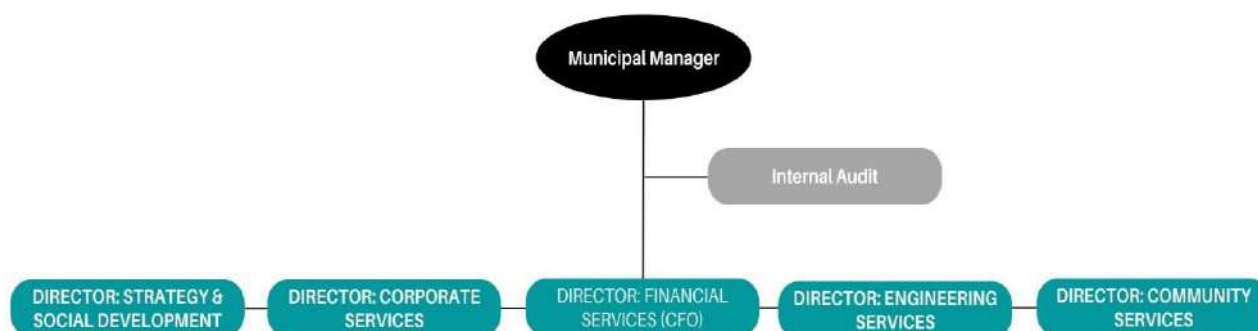 Municipal Manager
Internal Audit
DIRECTOR: STRATEGY &
SOCIAL DEVELOPMENT
DIRECTOR: CORPORATE
SERVICES
DIRECTOR: FINANCIAL
SERVICES (CFO)
DIRECTOR: ENGINEERING
SERVICES
DIRECTOR: COMMUNITY
SERVICES